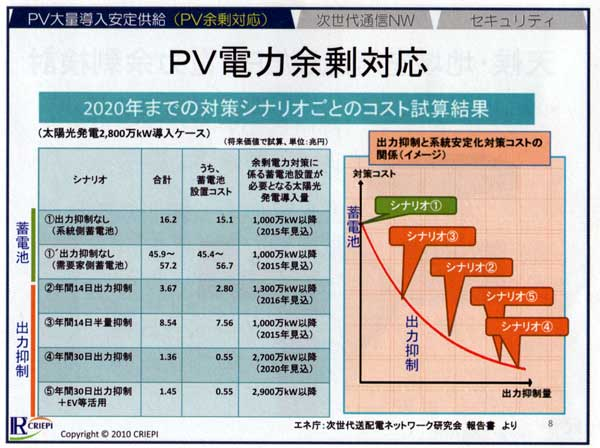 PV大量導入安定供給（PV余剰対応）
次世代通信NW
セキュリティ
PV電力余剰対応
2020年までの対策シナリオごとのコスト試算結果
（太陽光発電2,800万kW導入ケース）
（将来価値で試算、単位：兆円）
シナリオ
合計
うち、
蓄電池
設置コスト
余剰電力対策に
係る蓄電池設置が
必要となる太陽光
発電導入量
蓄電池
①出力抑制なし
（系統側蓄電池）
16.2
15.1
1,000万kW以降
（2015年見込）
①´出力抑制なし
（需要家側蓄電池）
45.9～
57.2
45.4～
56.7
1,000万kW以降
（2015年見込）
出力抑制
②年間14日出力抑制
3.67
2.80
1,300万kW以降
（2016年見込）
③年間14日半量抑制
8.54
7.56
1,000万kW以降
（2015年見込）
④年間30日出力抑制
1.36
0.55
2,700万kW以降
（2020年見込）
⑤年間30日出力抑制
＋EV等活用
1.45
0.55
2,900万kW以降
出力抑制と系統安定化対策コストの
関係（イメージ）
対策コスト
蓄電池
シナリオ①
シナリオ③
シナリオ②
シナリオ⑤
シナリオ④
出力抑制
出力抑制量
エネ庁：次世代送配電ネットワーク研究会 報告書 より
8
CRIEPI
Copyright © 2010 CRIEPI